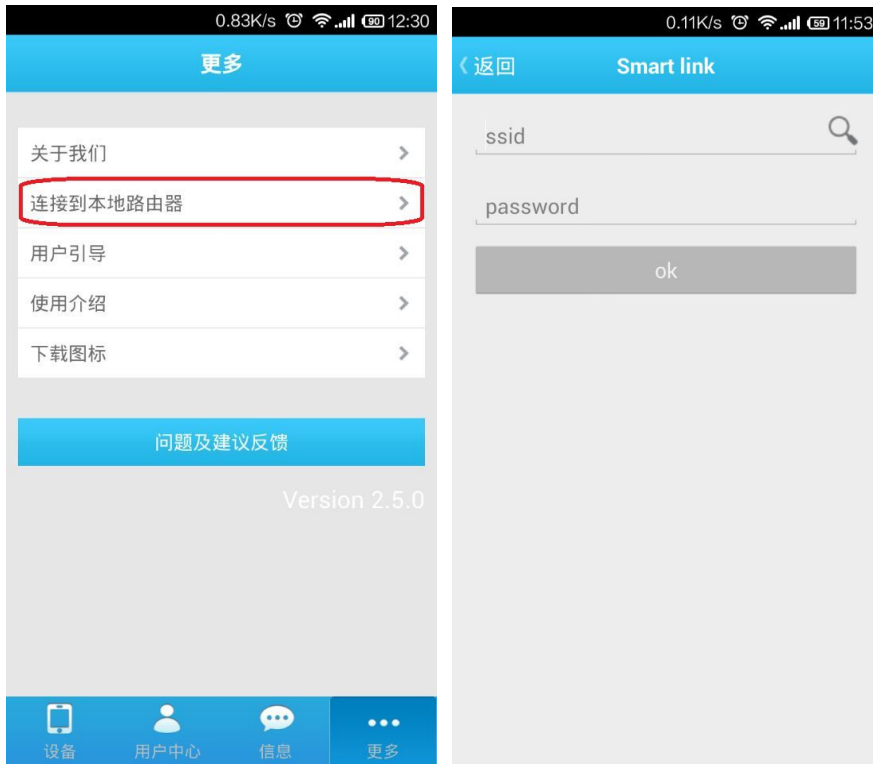 0.83K/s 90 12:30
更多
关于我们
连接到本地路由器
用户引导
使用介绍
下载图标
问题及建议反馈
Version 2.5.0
设备 用户中心 信息 更多
0.11K/s 59 11:53
返回 Smart link
ssid
password
ok